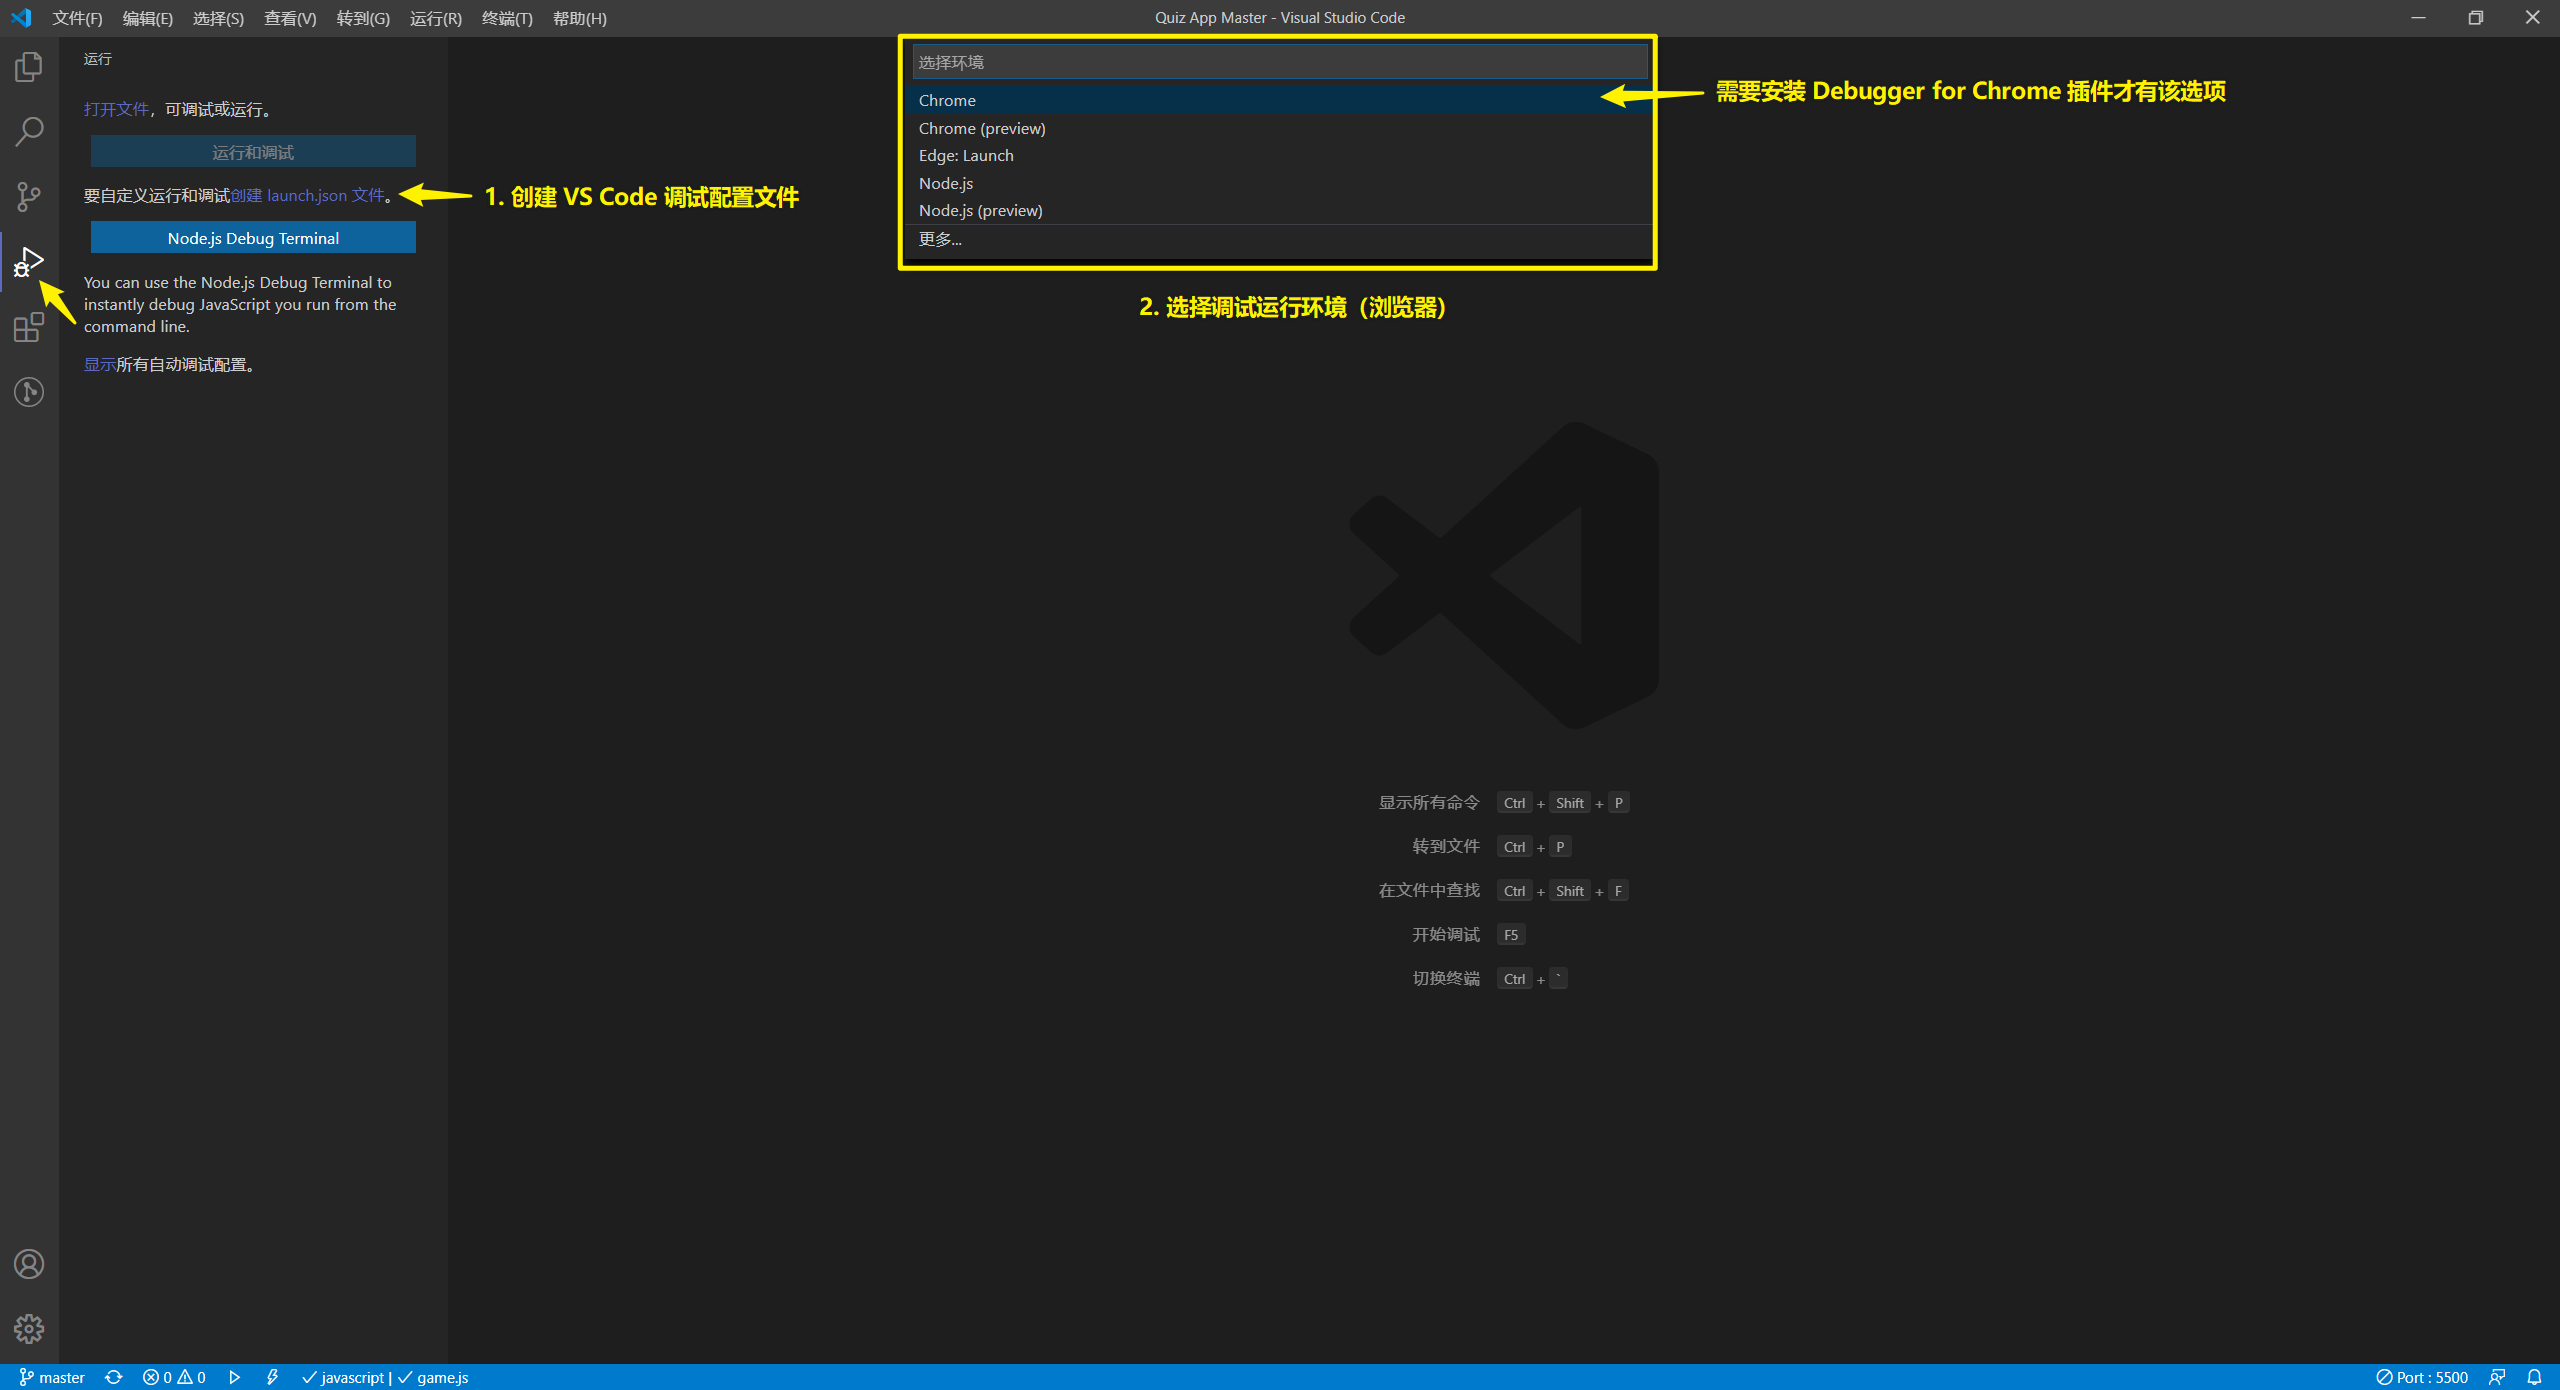 文件(F) 编辑(E) 选择(S) 查看(V) 转到(G) 运行(R) 终端(T) 帮助(H)
Quiz App Master - Visual Studio Code
运行
打开文件，可调试或运行。
运行和调试
要自定义运行和调试创建 launch.json 文件。
1. 创建 VS Code 调试配置文件
Node.js Debug Terminal
You can use the Node.js Debug Terminal to
instantly debug JavaScript you run from the
command line.
显示所有自动调试配置。
选择环境
Chrome
需要安装 Debugger for Chrome 插件才有该选项
Chrome (preview)
Edge: Launch
Node.js
Node.js (preview)
更多...
2. 选择调试运行环境（浏览器）
显示所有命令 Ctrl + Shift + P
转到文件 Ctrl + P
在文件中查找 Ctrl + Shift + F
开始调试 F5
切换终端 Ctrl + `
master 0 0 javascript | game.js
Port : 5500